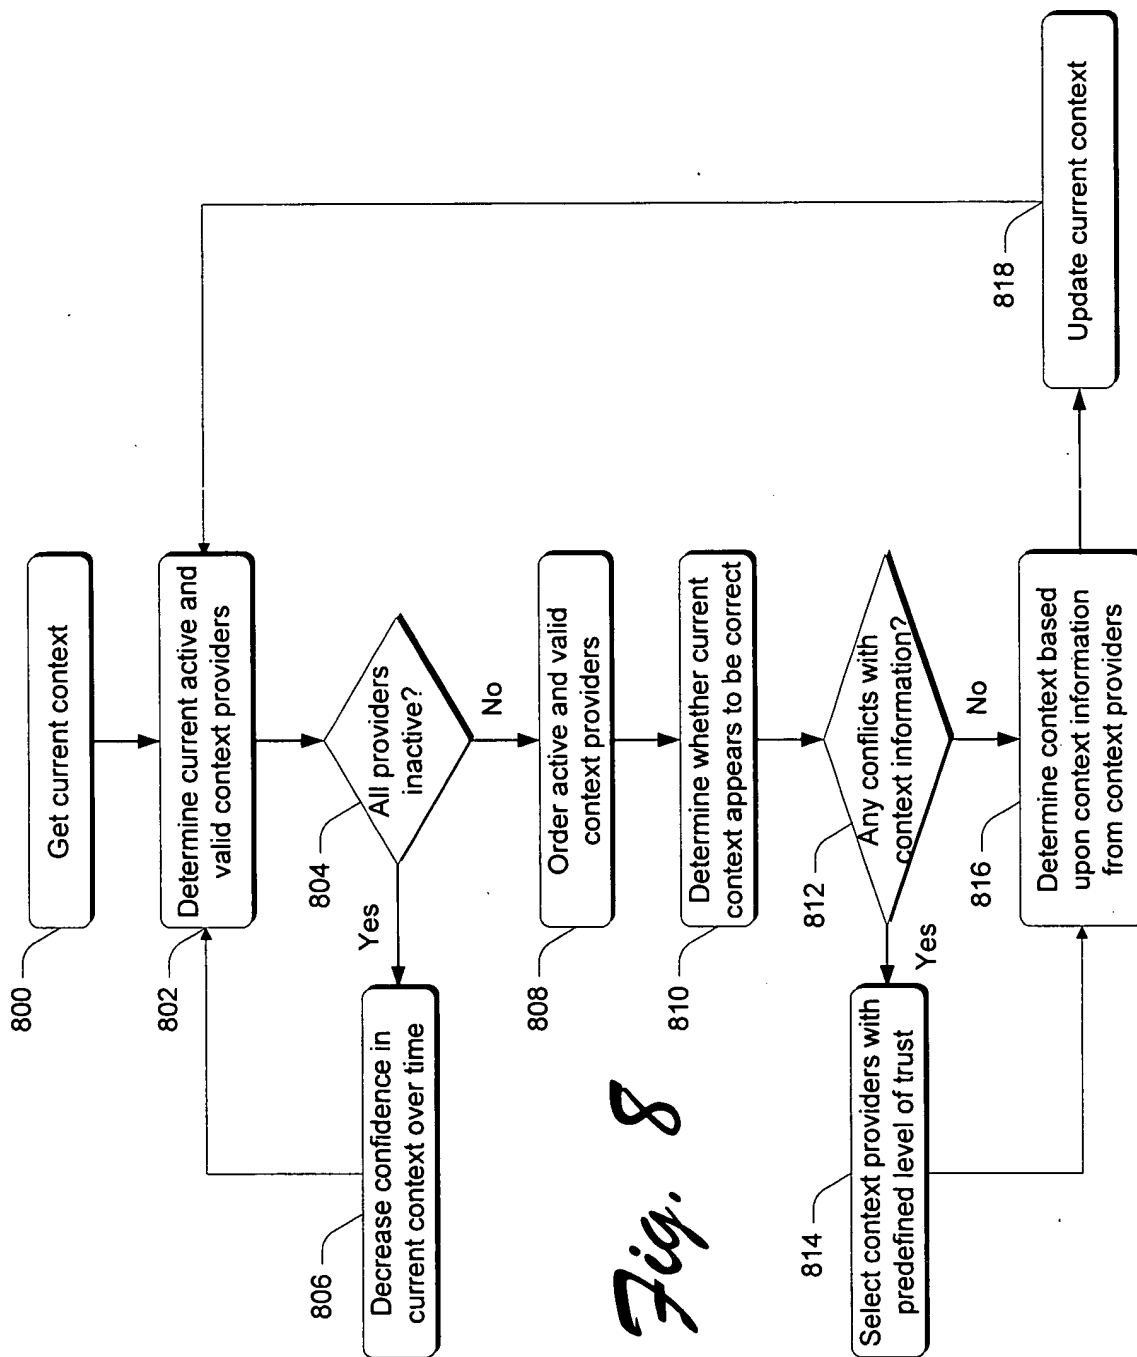 800
Get current context
802
Determine current active and
valid context providers
804
All providers
inactive?
Yes
No
806
Decrease confidence in
current context over time
808
Order active and valid
context providers
810
Determine whether current
context appears to be correct
812
Any conflicts with
context information?
Yes
No
814
Select context providers with
predefined level of trust
816
Determine context based
upon context information
from context providers
818
Update current context
Fig. 8